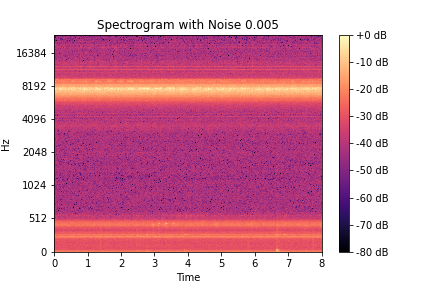 Spectrogram with Noise 0.005
16384
8192
4096
2048
1024
512
0
Hz
0 1 2 3 4 5 6 7 8
Time
+0 dB
-10 dB
-20 dB
-30 dB
-40 dB
-50 dB
-60 dB
-70 dB
-80 dB